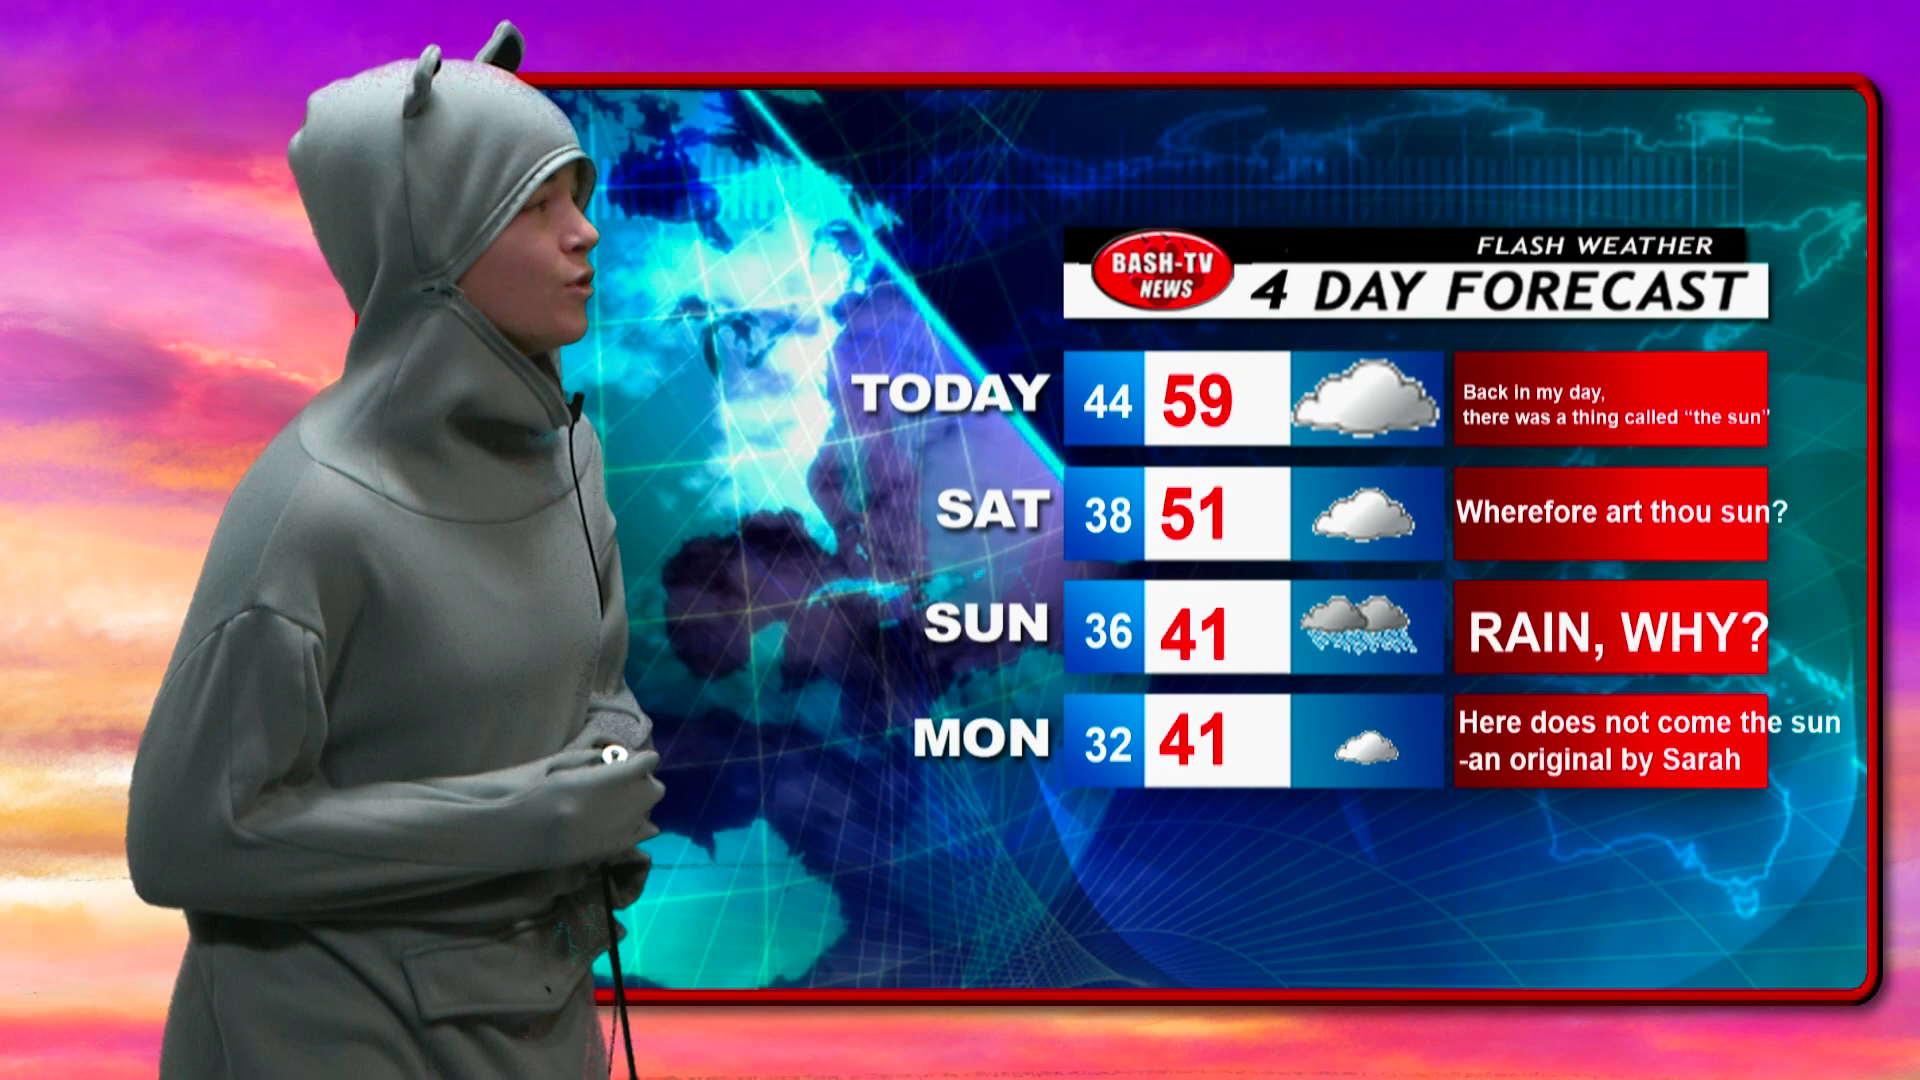 FLASH WEATHER
BASH-TV
NEWS
4 DAY FORECAST
TODAY 44 59 Back in my day,
there was a thing called “the sun”
SAT 38 51 Wherefore art thou sun?
SUN 36 41 RAIN, WHY?
MON 32 41 Here does not come the sun
-an original by Sarah